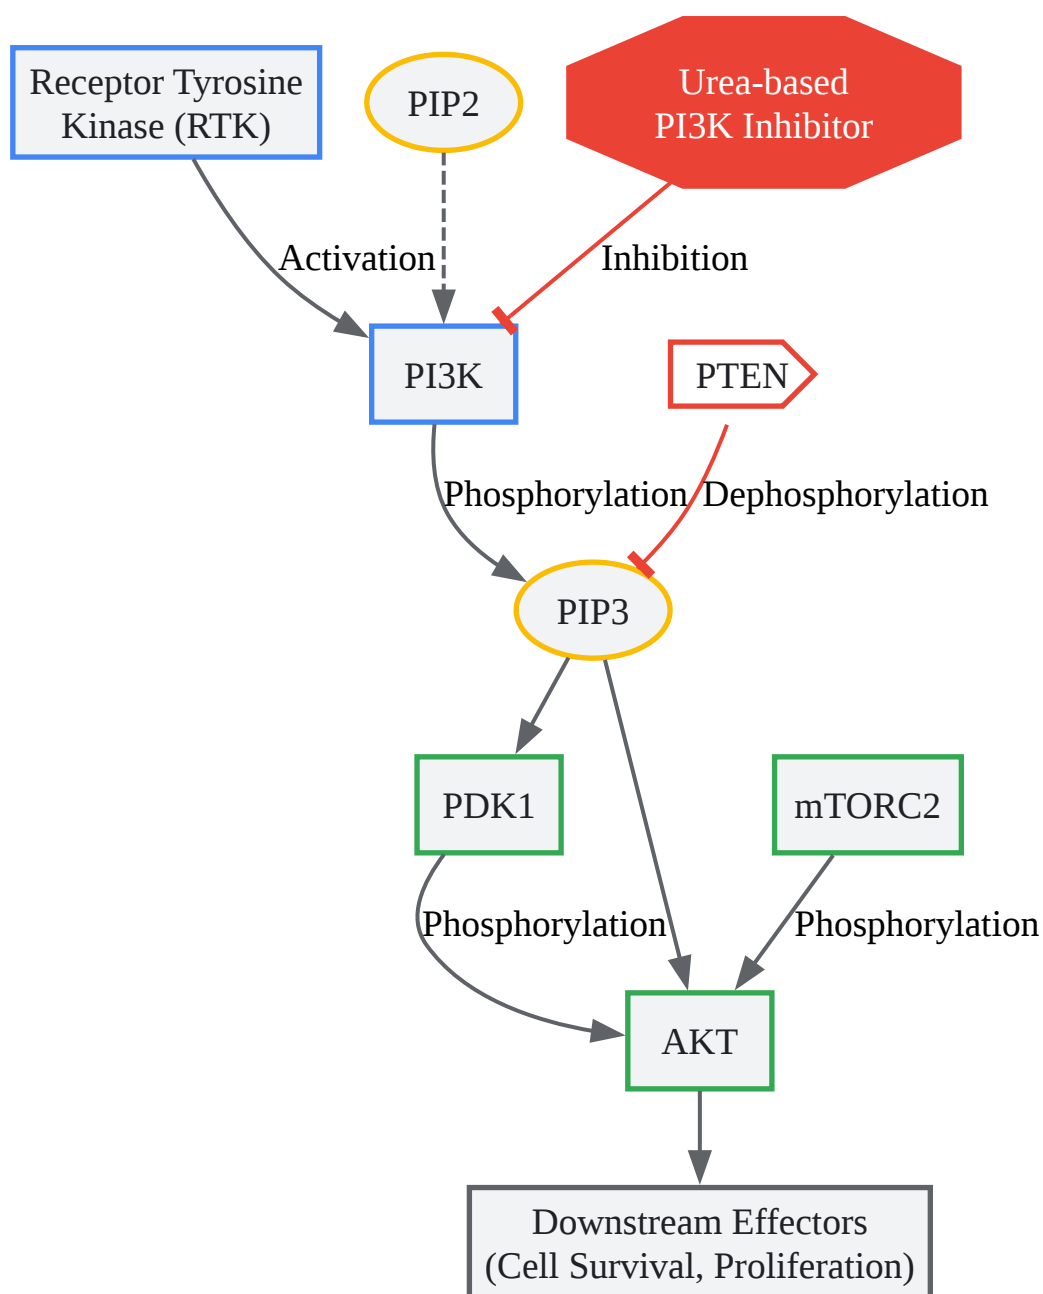 Receptor Tyrosine
Kinase (RTK)
PIP2
Urea-based
PI3K Inhibitor
Activation
Inhibition
PI3K
PTEN
Phosphorylation
Dephosphorylation
PIP3
PDK1
mTORC2
Phosphorylation
Phosphorylation
AKT
Downstream Effectors
(Cell Survival, Proliferation)